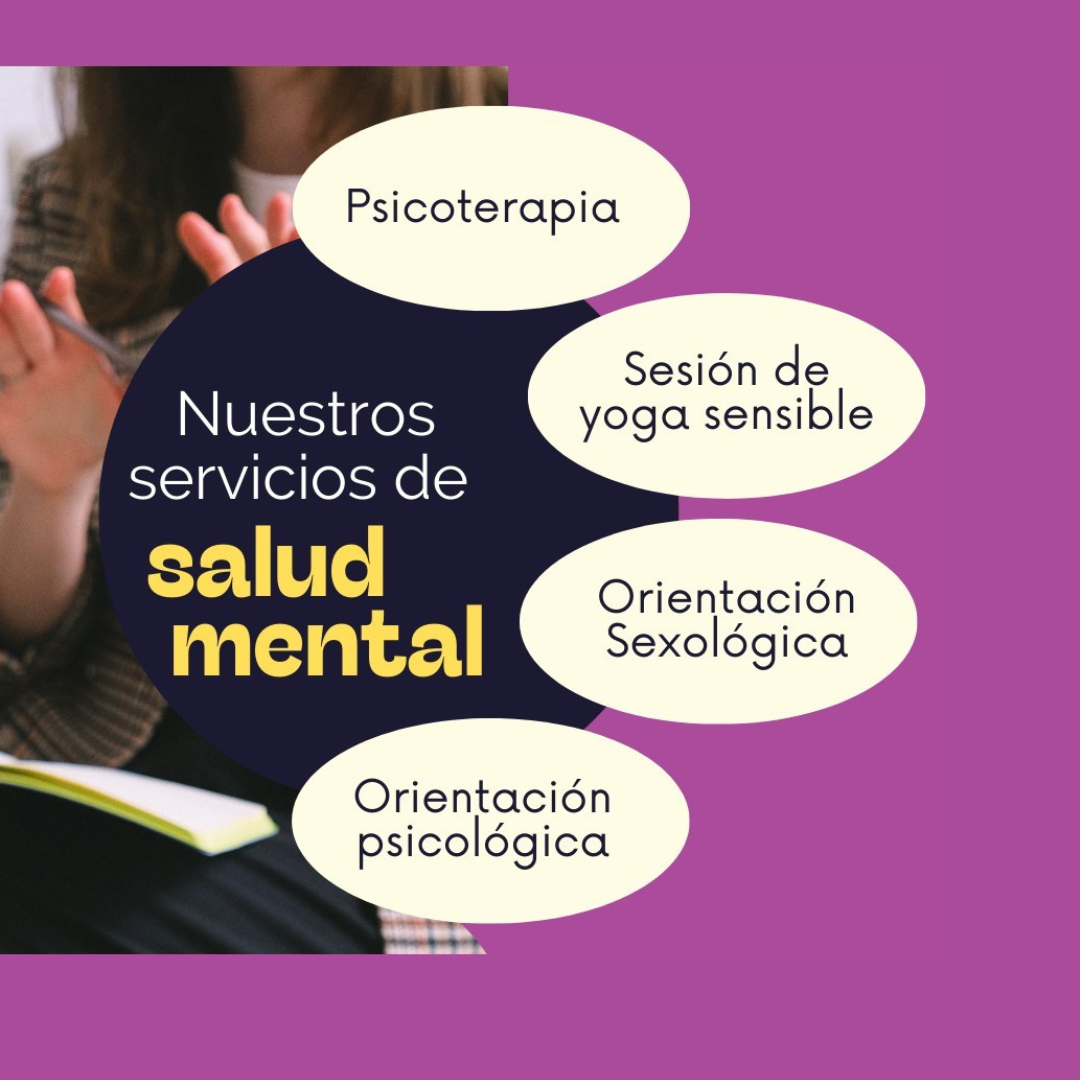 Nuestros
servicios de
salud
mental
Psicoterapia
Sesión de
yoga sensible
Orientación
Sexológica
Orientación
psicológica